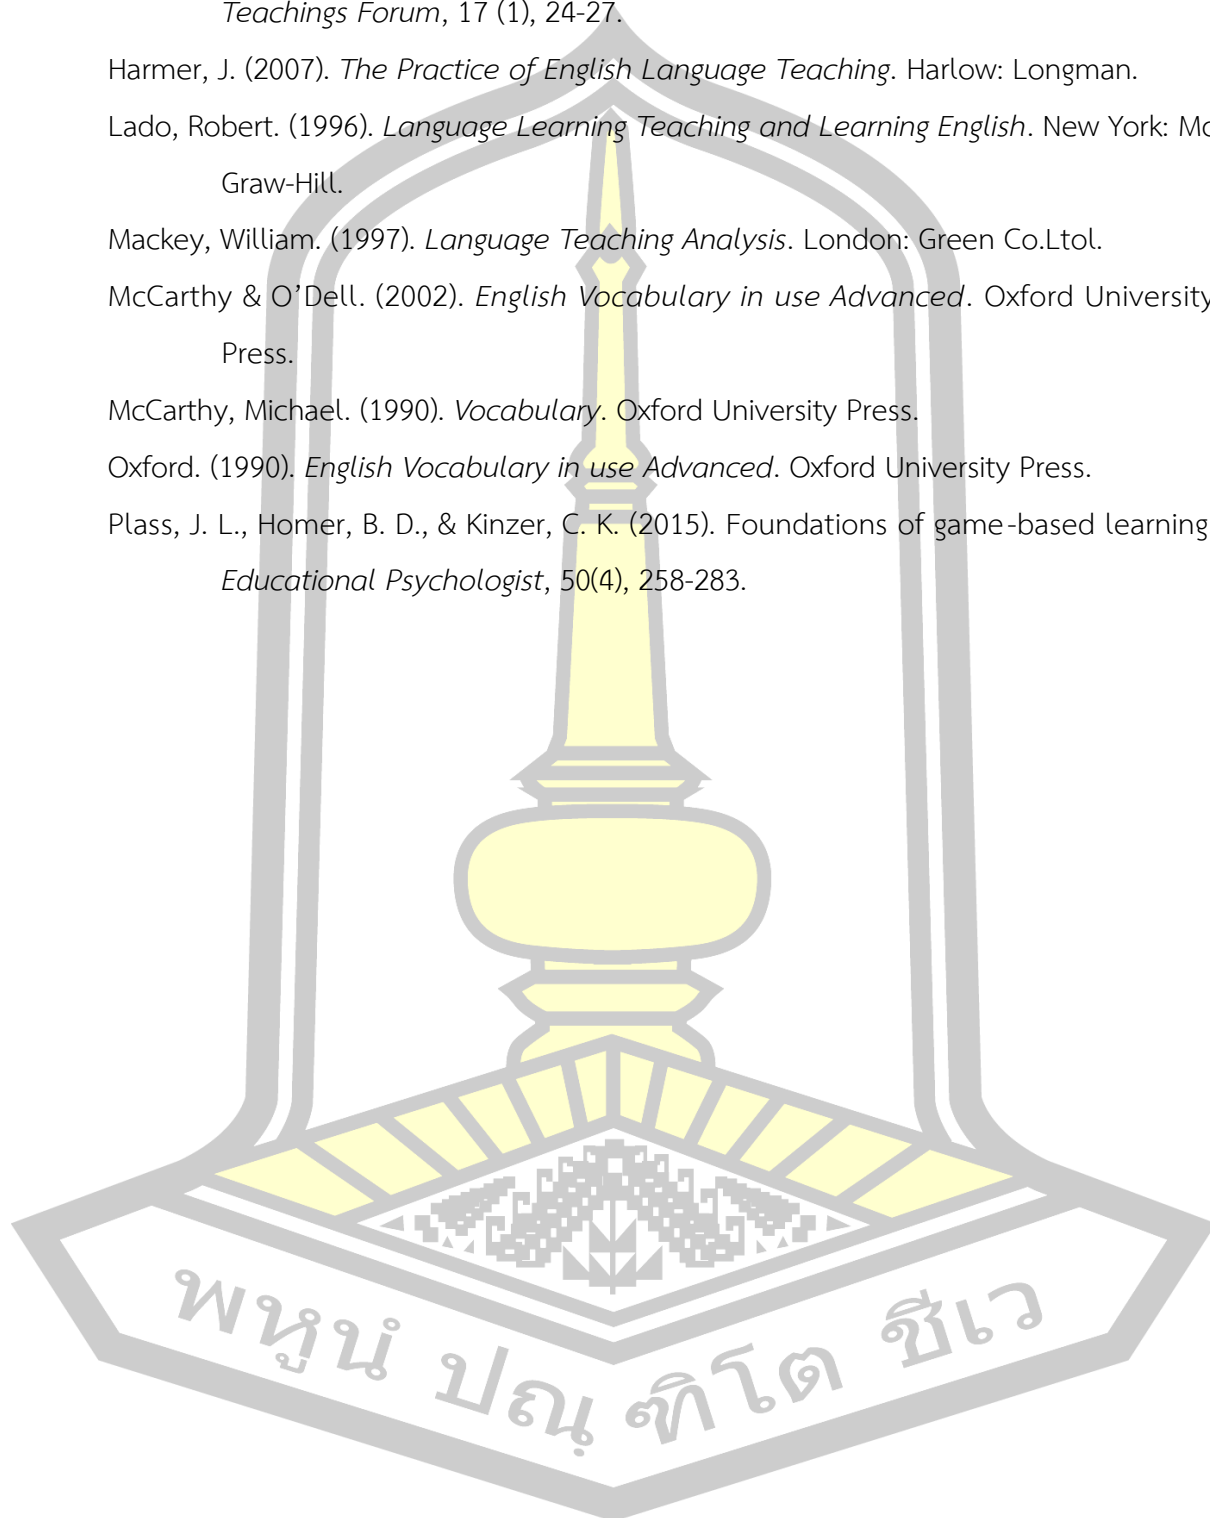 Teachings Forum, 17 (1), 24-27.
Harmer, J. (2007). The Practice of English Language Teaching. Harlow: Longman.
Lado, Robert. (1996). Language Learning Teaching and Learning English. New York: Mc
Graw-Hill.
Mackey, William. (1997). Language Teaching Analysis. London: Green Co.Ltol.
McCarthy & O’Dell. (2002). English Vocabulary in use Advanced. Oxford University
Press.
McCarthy, Michael. (1990). Vocabulary. Oxford University Press.
Oxford. (1990). English Vocabulary in use Advanced. Oxford University Press.
Plass, J. L., Homer, B. D., & Kinzer, C. K. (2015). Foundations of game-based learning
Educational Psychologist, 50(4), 258-283.
พหูนํ ปณฺฑิโต ชีเว